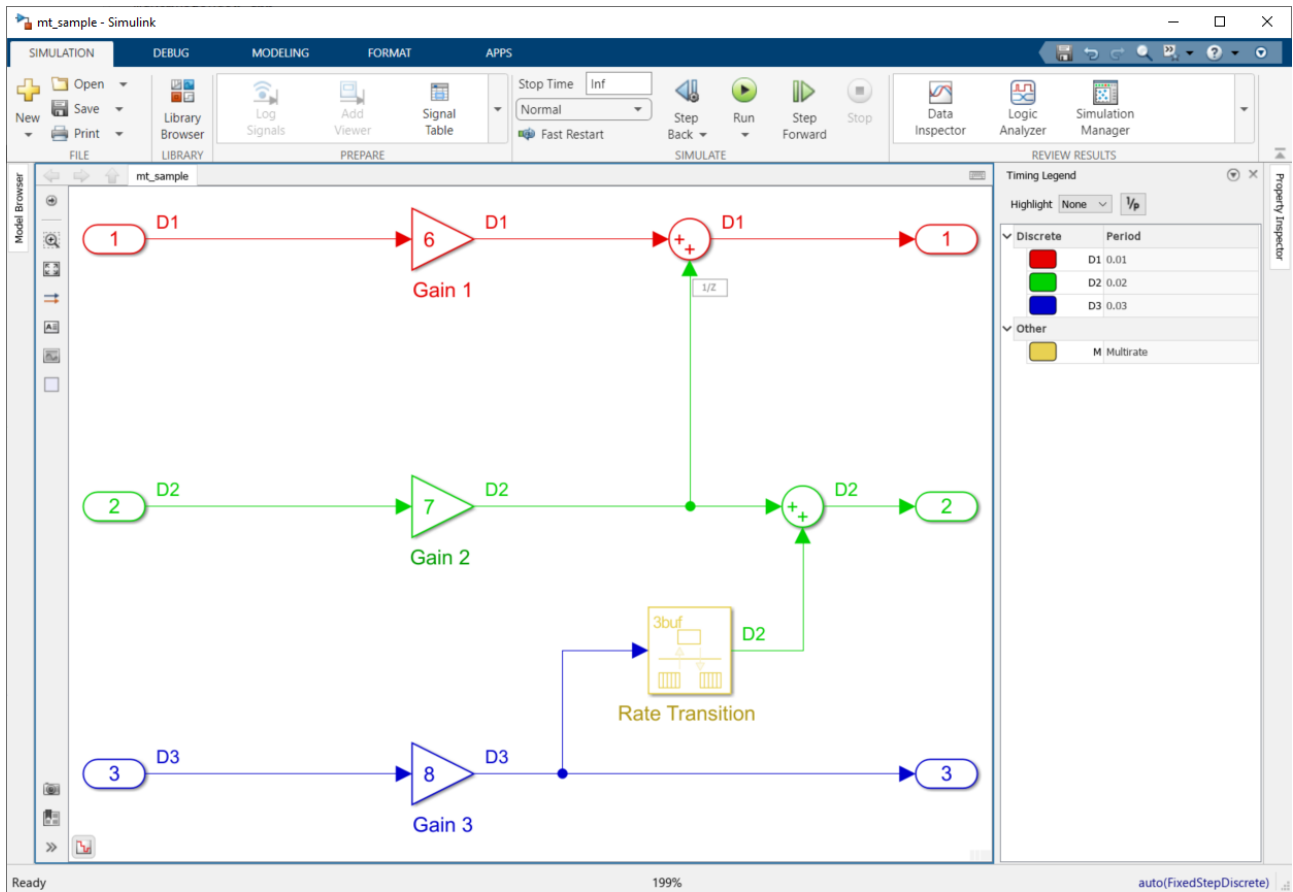 mt_sample - Simulink
SIMULATION DEBUG MODELING FORMAT APPS
New
Open
Save
Print
FILE
Library Browser
LIBRARY
Log Signals
Add Viewer
Signal Table
PREPARE
Stop Time Inf
Normal
Fast Restart
Step Back
Run
Step Forward
Stop
SIMULATE
Data Inspector
Logic Analyzer
Simulation Manager
REVIEW RESULTS
Model Browser
mt_sample
1 D1 6 D1 + + D1 1
Gain 1
1/Z
2 D2 7 D2 + + D2 2
Gain 2
3buf
D2
Rate Transition
3 D3 8 D3 3
Gain 3
Timing Legend
Highlight None 1/p
Discrete Period
D1 0.01
D2 0.02
D3 0.03
Other
M Multirate
Property Inspector
Ready 199% auto(FixedStepDiscrete)